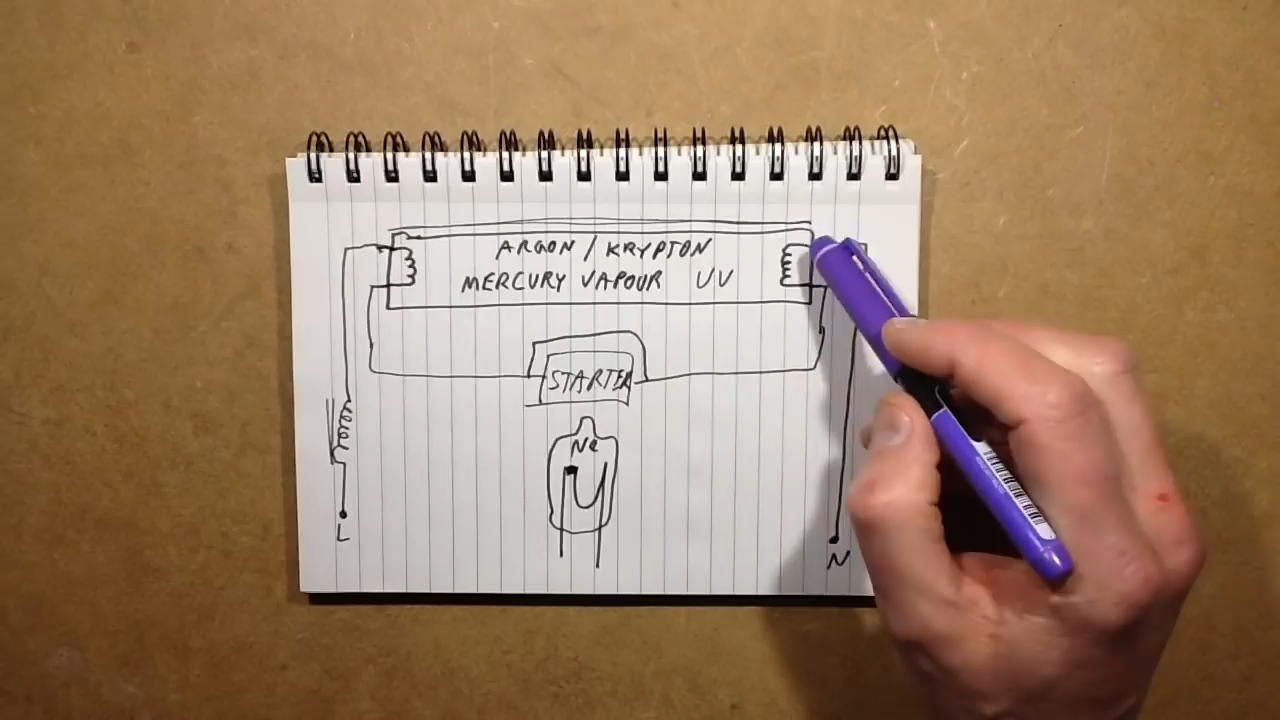 ARGON / KRYPTON
MERCURY VAPOUR UV
STARTER
Ne
L
N